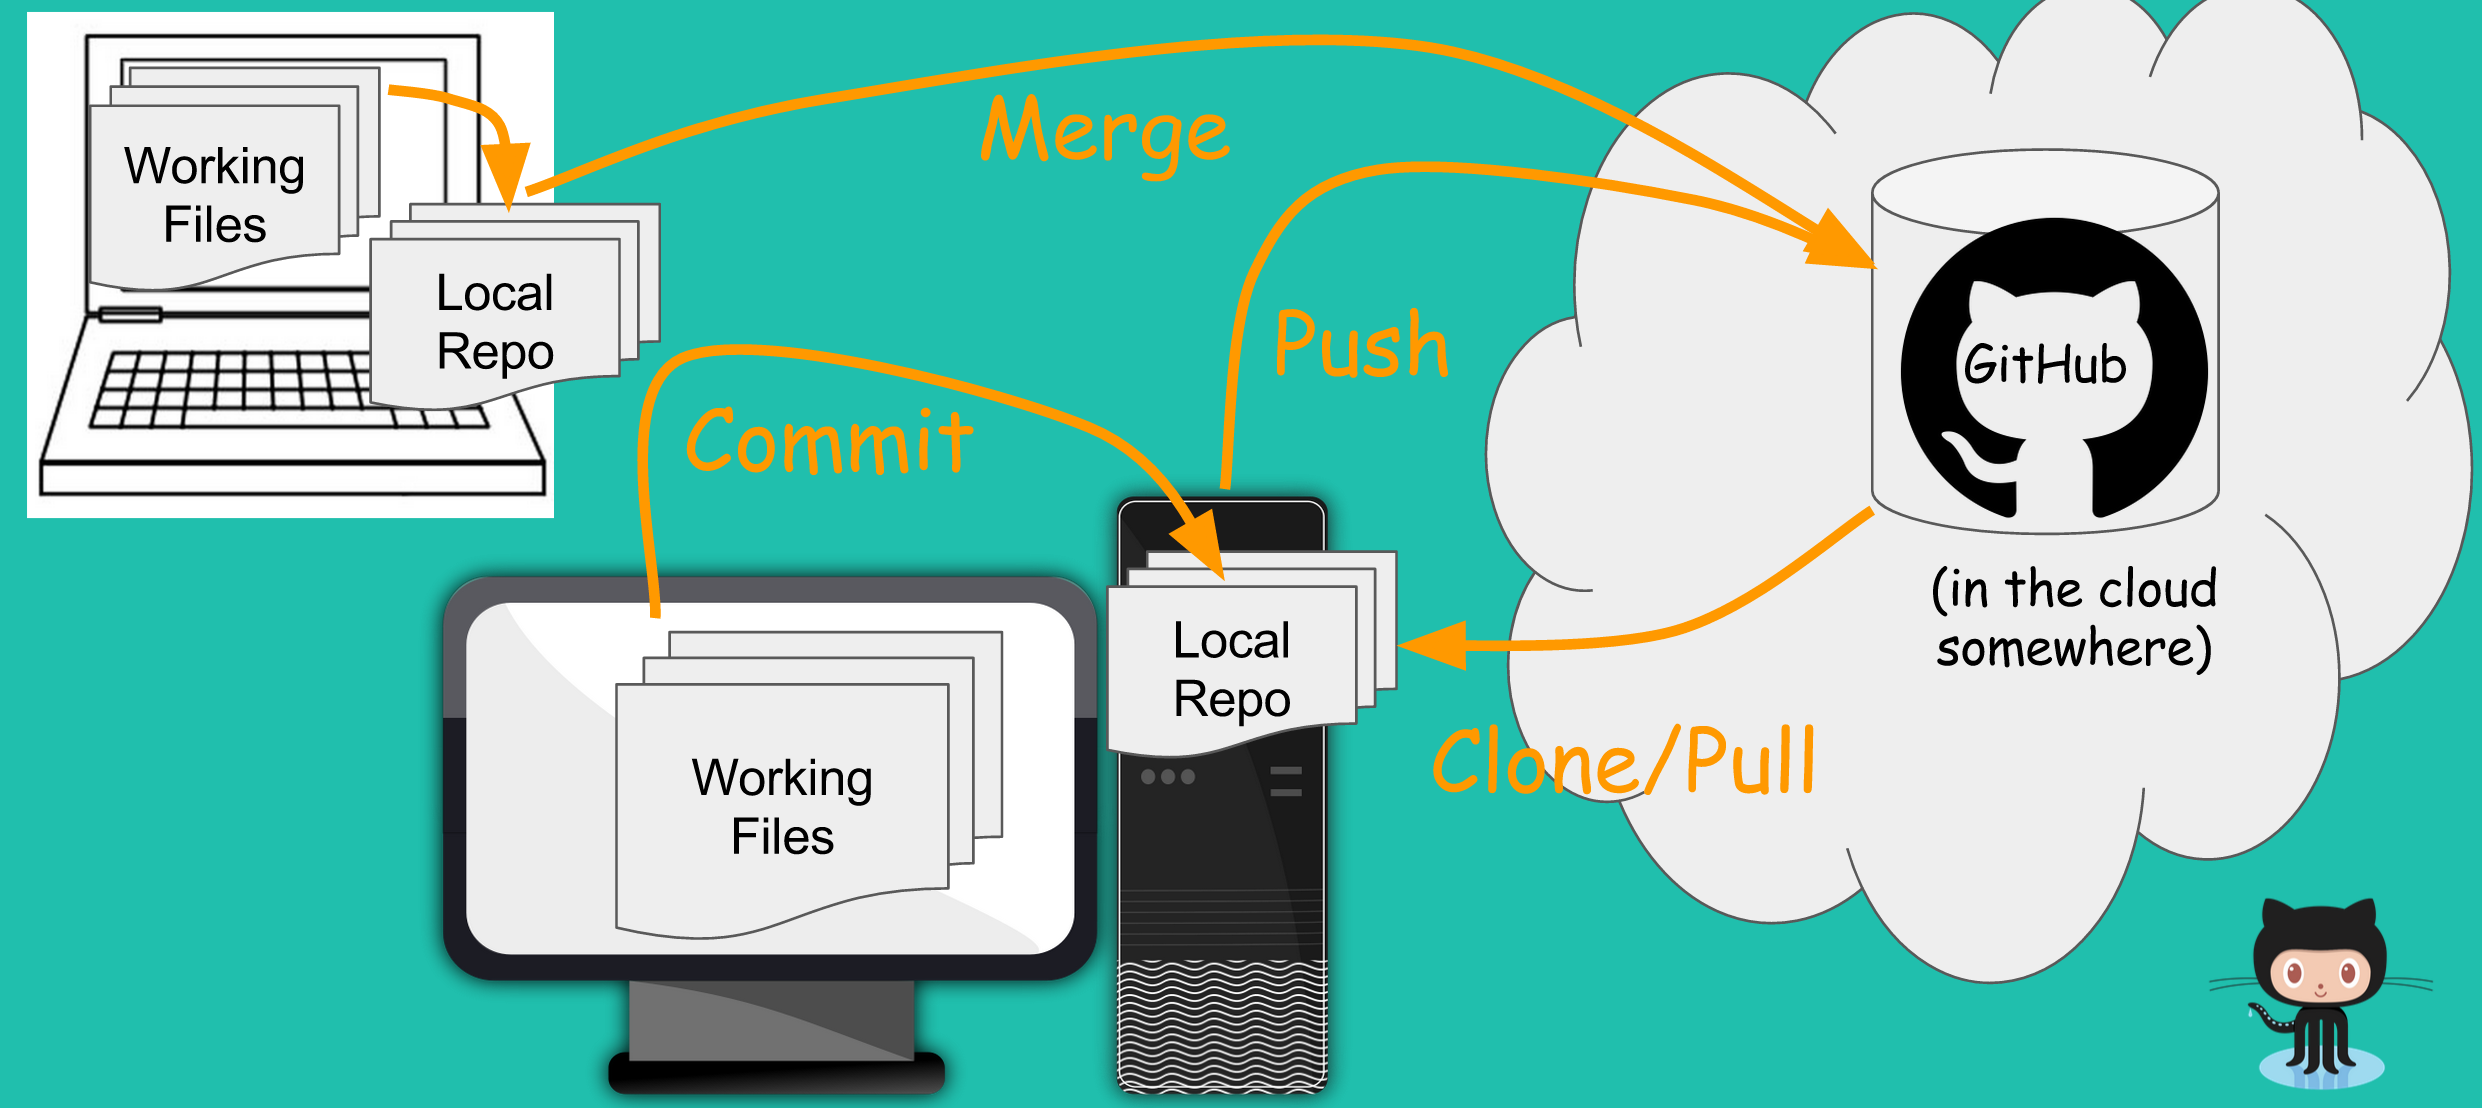 Working
Files
Local
Repo
Merge
Push
Commit
GitHub
(in the cloud
somewhere)
Local
Repo
Clone/Pull
Working
Files